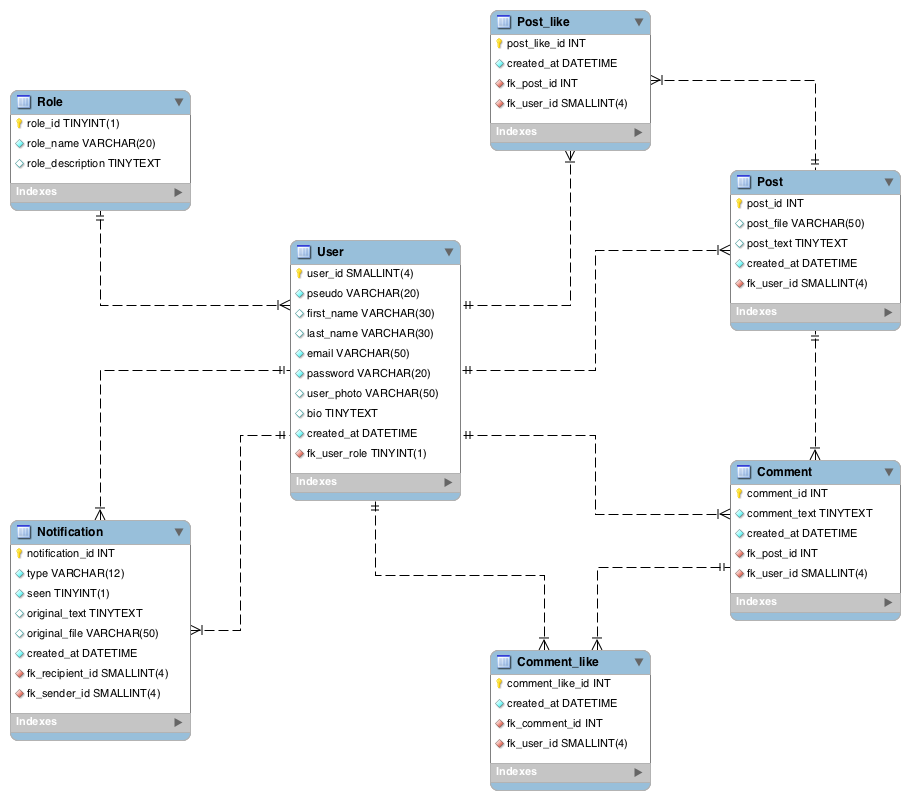 Post_like
post_like_id INT
created_at DATETIME
fk_post_id INT
fk_user_id SMALLINT(4)
Indexes
Role
role_id TINYINT(1)
role_name VARCHAR(20)
role_description TINYTEXT
Indexes
Post
post_id INT
post_file VARCHAR(50)
post_text TINYTEXT
created_at DATETIME
fk_user_id SMALLINT(4)
Indexes
User
user_id SMALLINT(4)
pseudo VARCHAR(20)
first_name VARCHAR(30)
last_name VARCHAR(30)
email VARCHAR(50)
password VARCHAR(20)
user_photo VARCHAR(50)
bio TINYTEXT
created_at DATETIME
fk_user_role TINYINT(1)
Indexes
Comment
comment_id INT
comment_text TINYTEXT
created_at DATETIME
fk_post_id INT
fk_user_id SMALLINT(4)
Indexes
Notification
notification_id INT
type VARCHAR(12)
seen TINYINT(1)
original_text TINYTEXT
original_file VARCHAR(50)
created_at DATETIME
fk_recipient_id SMALLINT(4)
fk_sender_id SMALLINT(4)
Indexes
Comment_like
comment_like_id INT
created_at DATETIME
fk_comment_id INT
fk_user_id SMALLINT(4)
Indexes